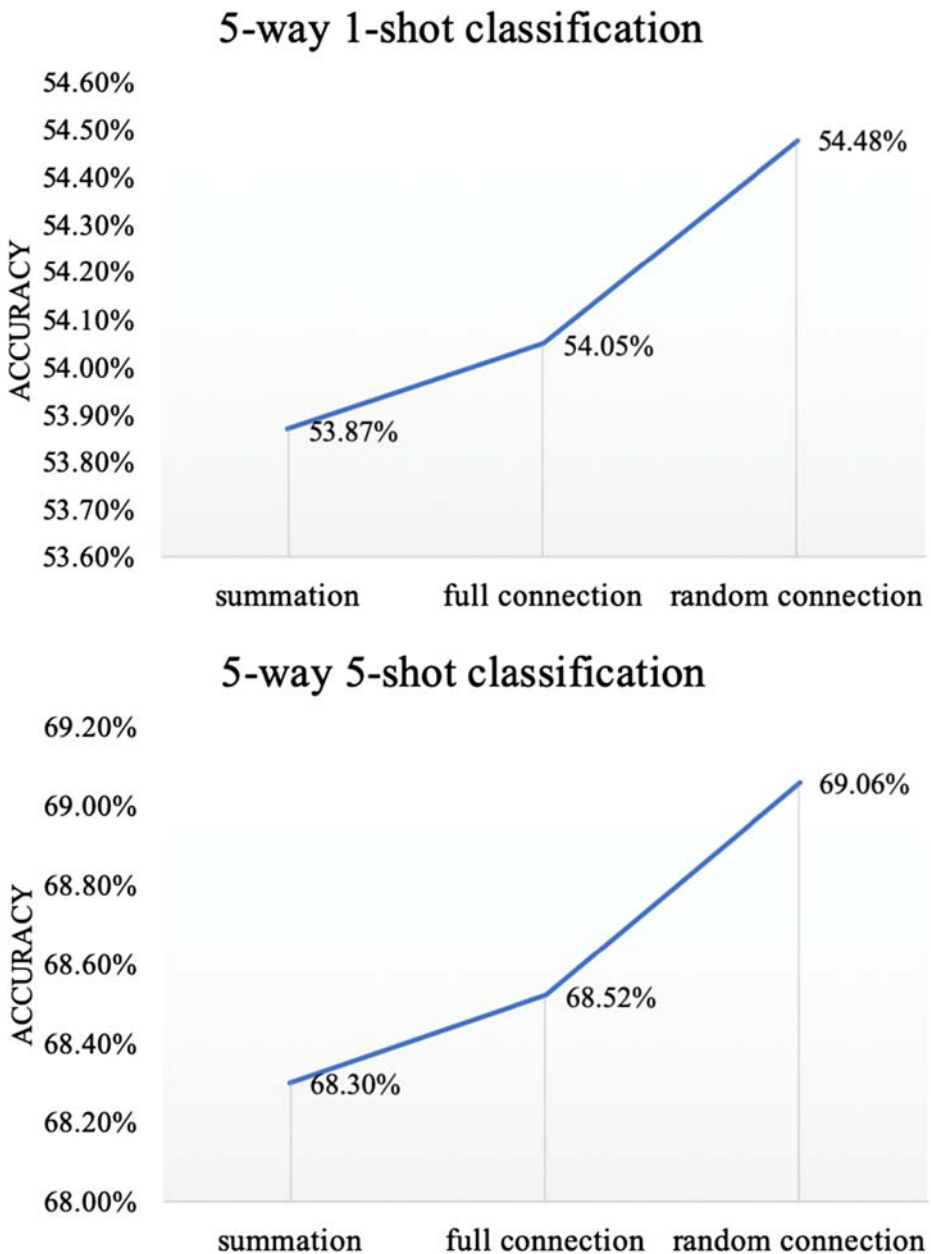 5-way 1-shot classification
54.60%
54.50%
54.40%
54.30%
54.20%
54.10%
54.00%
53.90%
53.80%
53.70%
53.60%
ACCURACY
53.87%
54.05%
54.48%
summation
full connection
random connection
5-way 5-shot classification
69.20%
69.00%
68.80%
68.60%
68.40%
68.20%
68.00%
ACCURACY
68.30%
68.52%
69.06%
summation
full connection
random connection